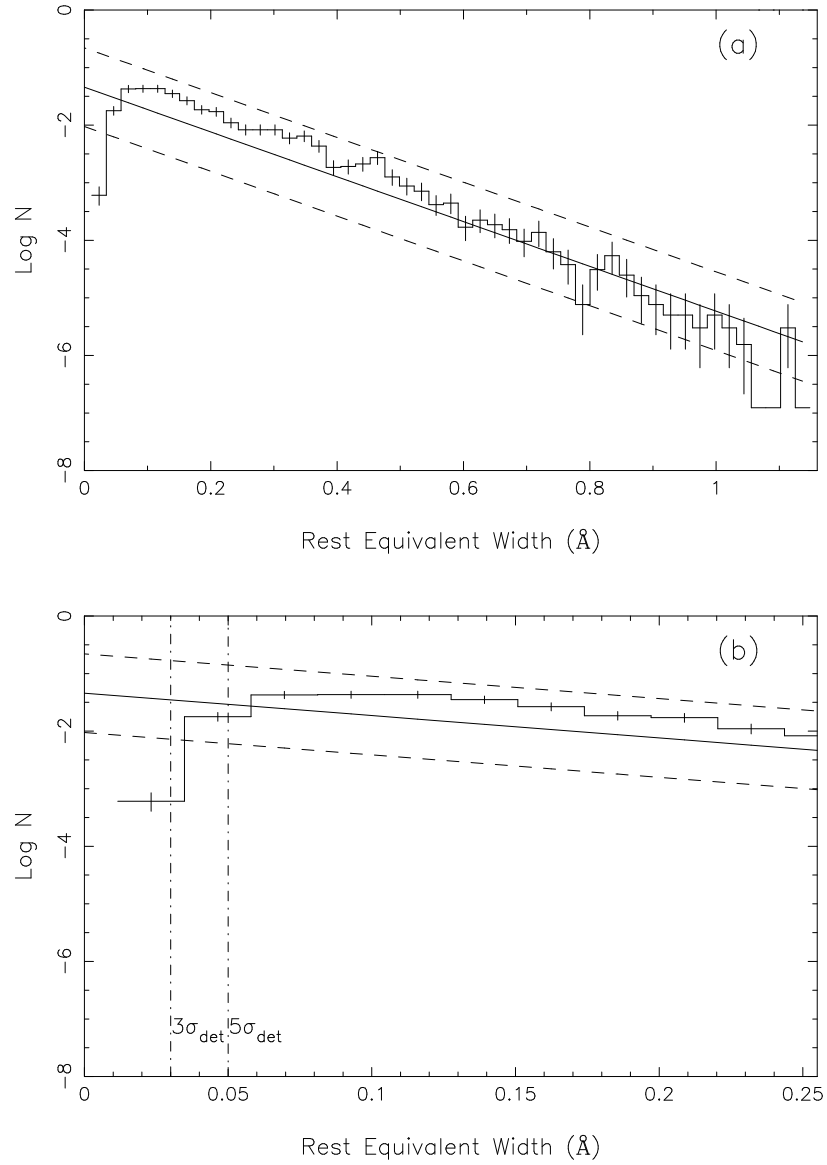 (a)
0
−2
−4
−6
−8
Log N
0 0.2 0.4 0.6 0.8 1
Rest Equivalent Width (Å)
(b)
0
−2
−4
−6
−8
Log N
3σdet 5σdet
0 0.05 0.1 0.15 0.2 0.25
Rest Equivalent Width (Å)